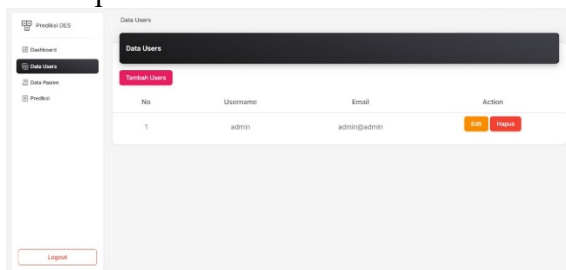 Prediksi DES
Dashboard
Data Users
Data Pasien
Prediksi
Logout
Data Users
Data Users
Tambah Users
No Username Email Action
1 admin admin@admin Edit Hapus